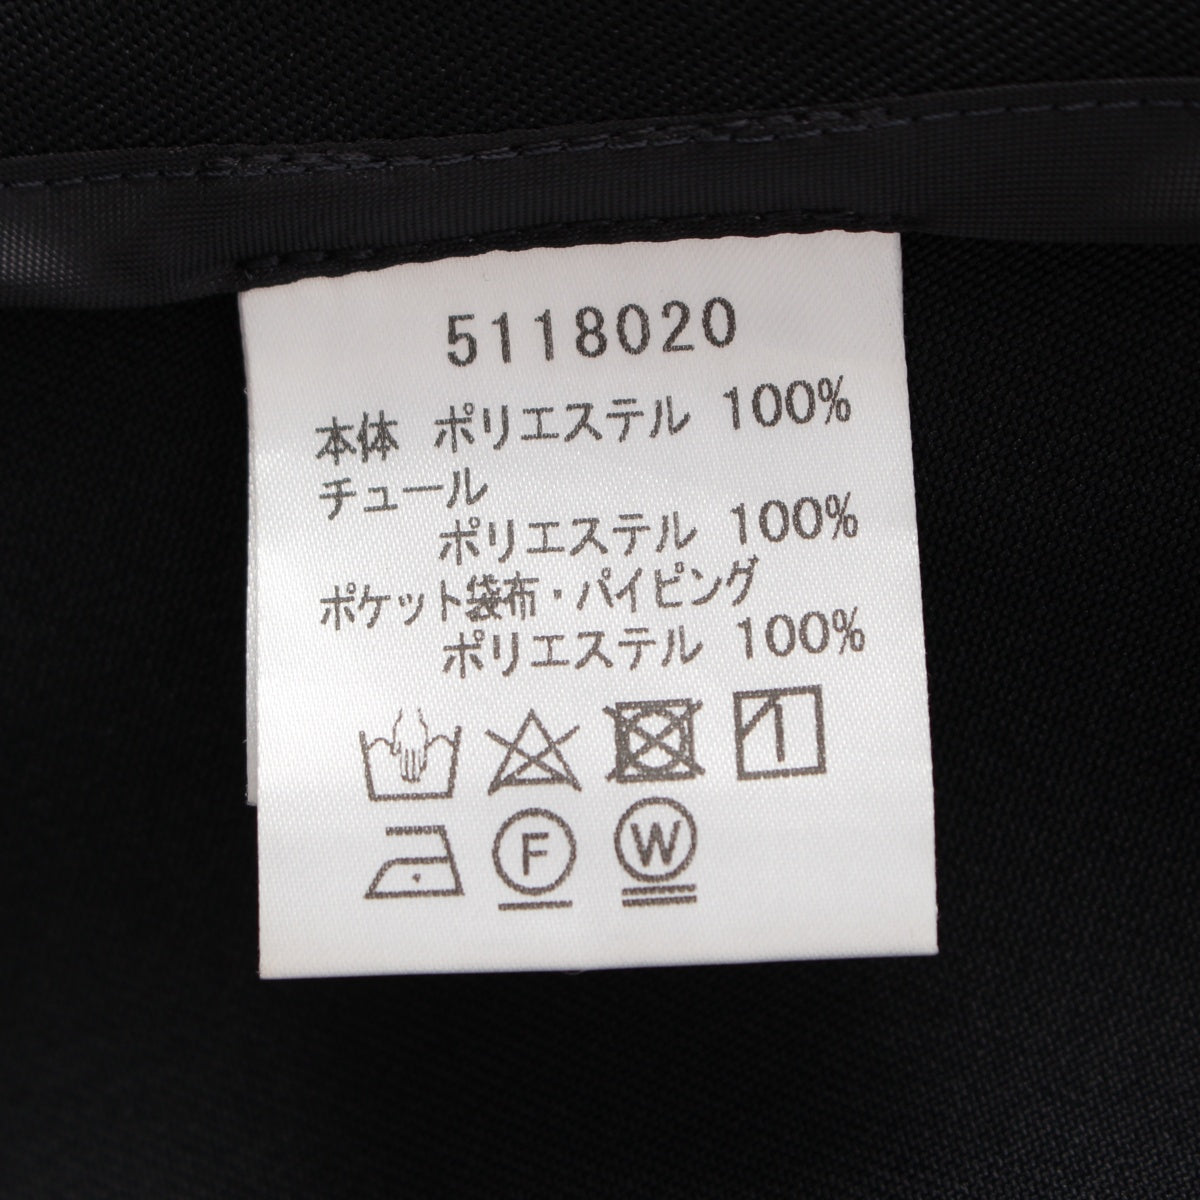 5118020
本体 ポリエステル 100%
チュール
ポリエステル 100%
ポケット袋布・パイピング
ポリエステル 100%
F W